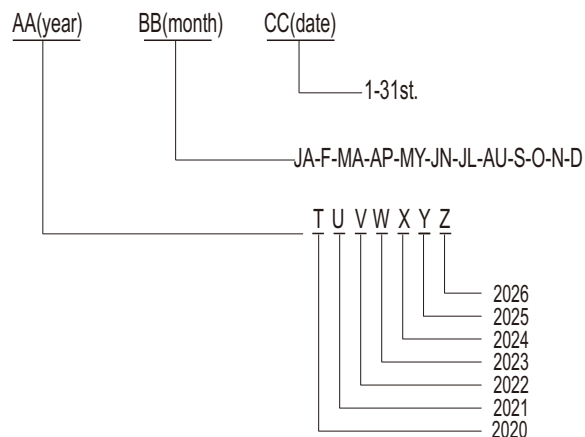 AA(year) BB(month) CC(date)
1-31st.
JA-F-MA-AP-MY-JN-JL-AU-S-O-N-D
T U V W X Y Z
2026
2025
2024
2023
2022
2021
2020